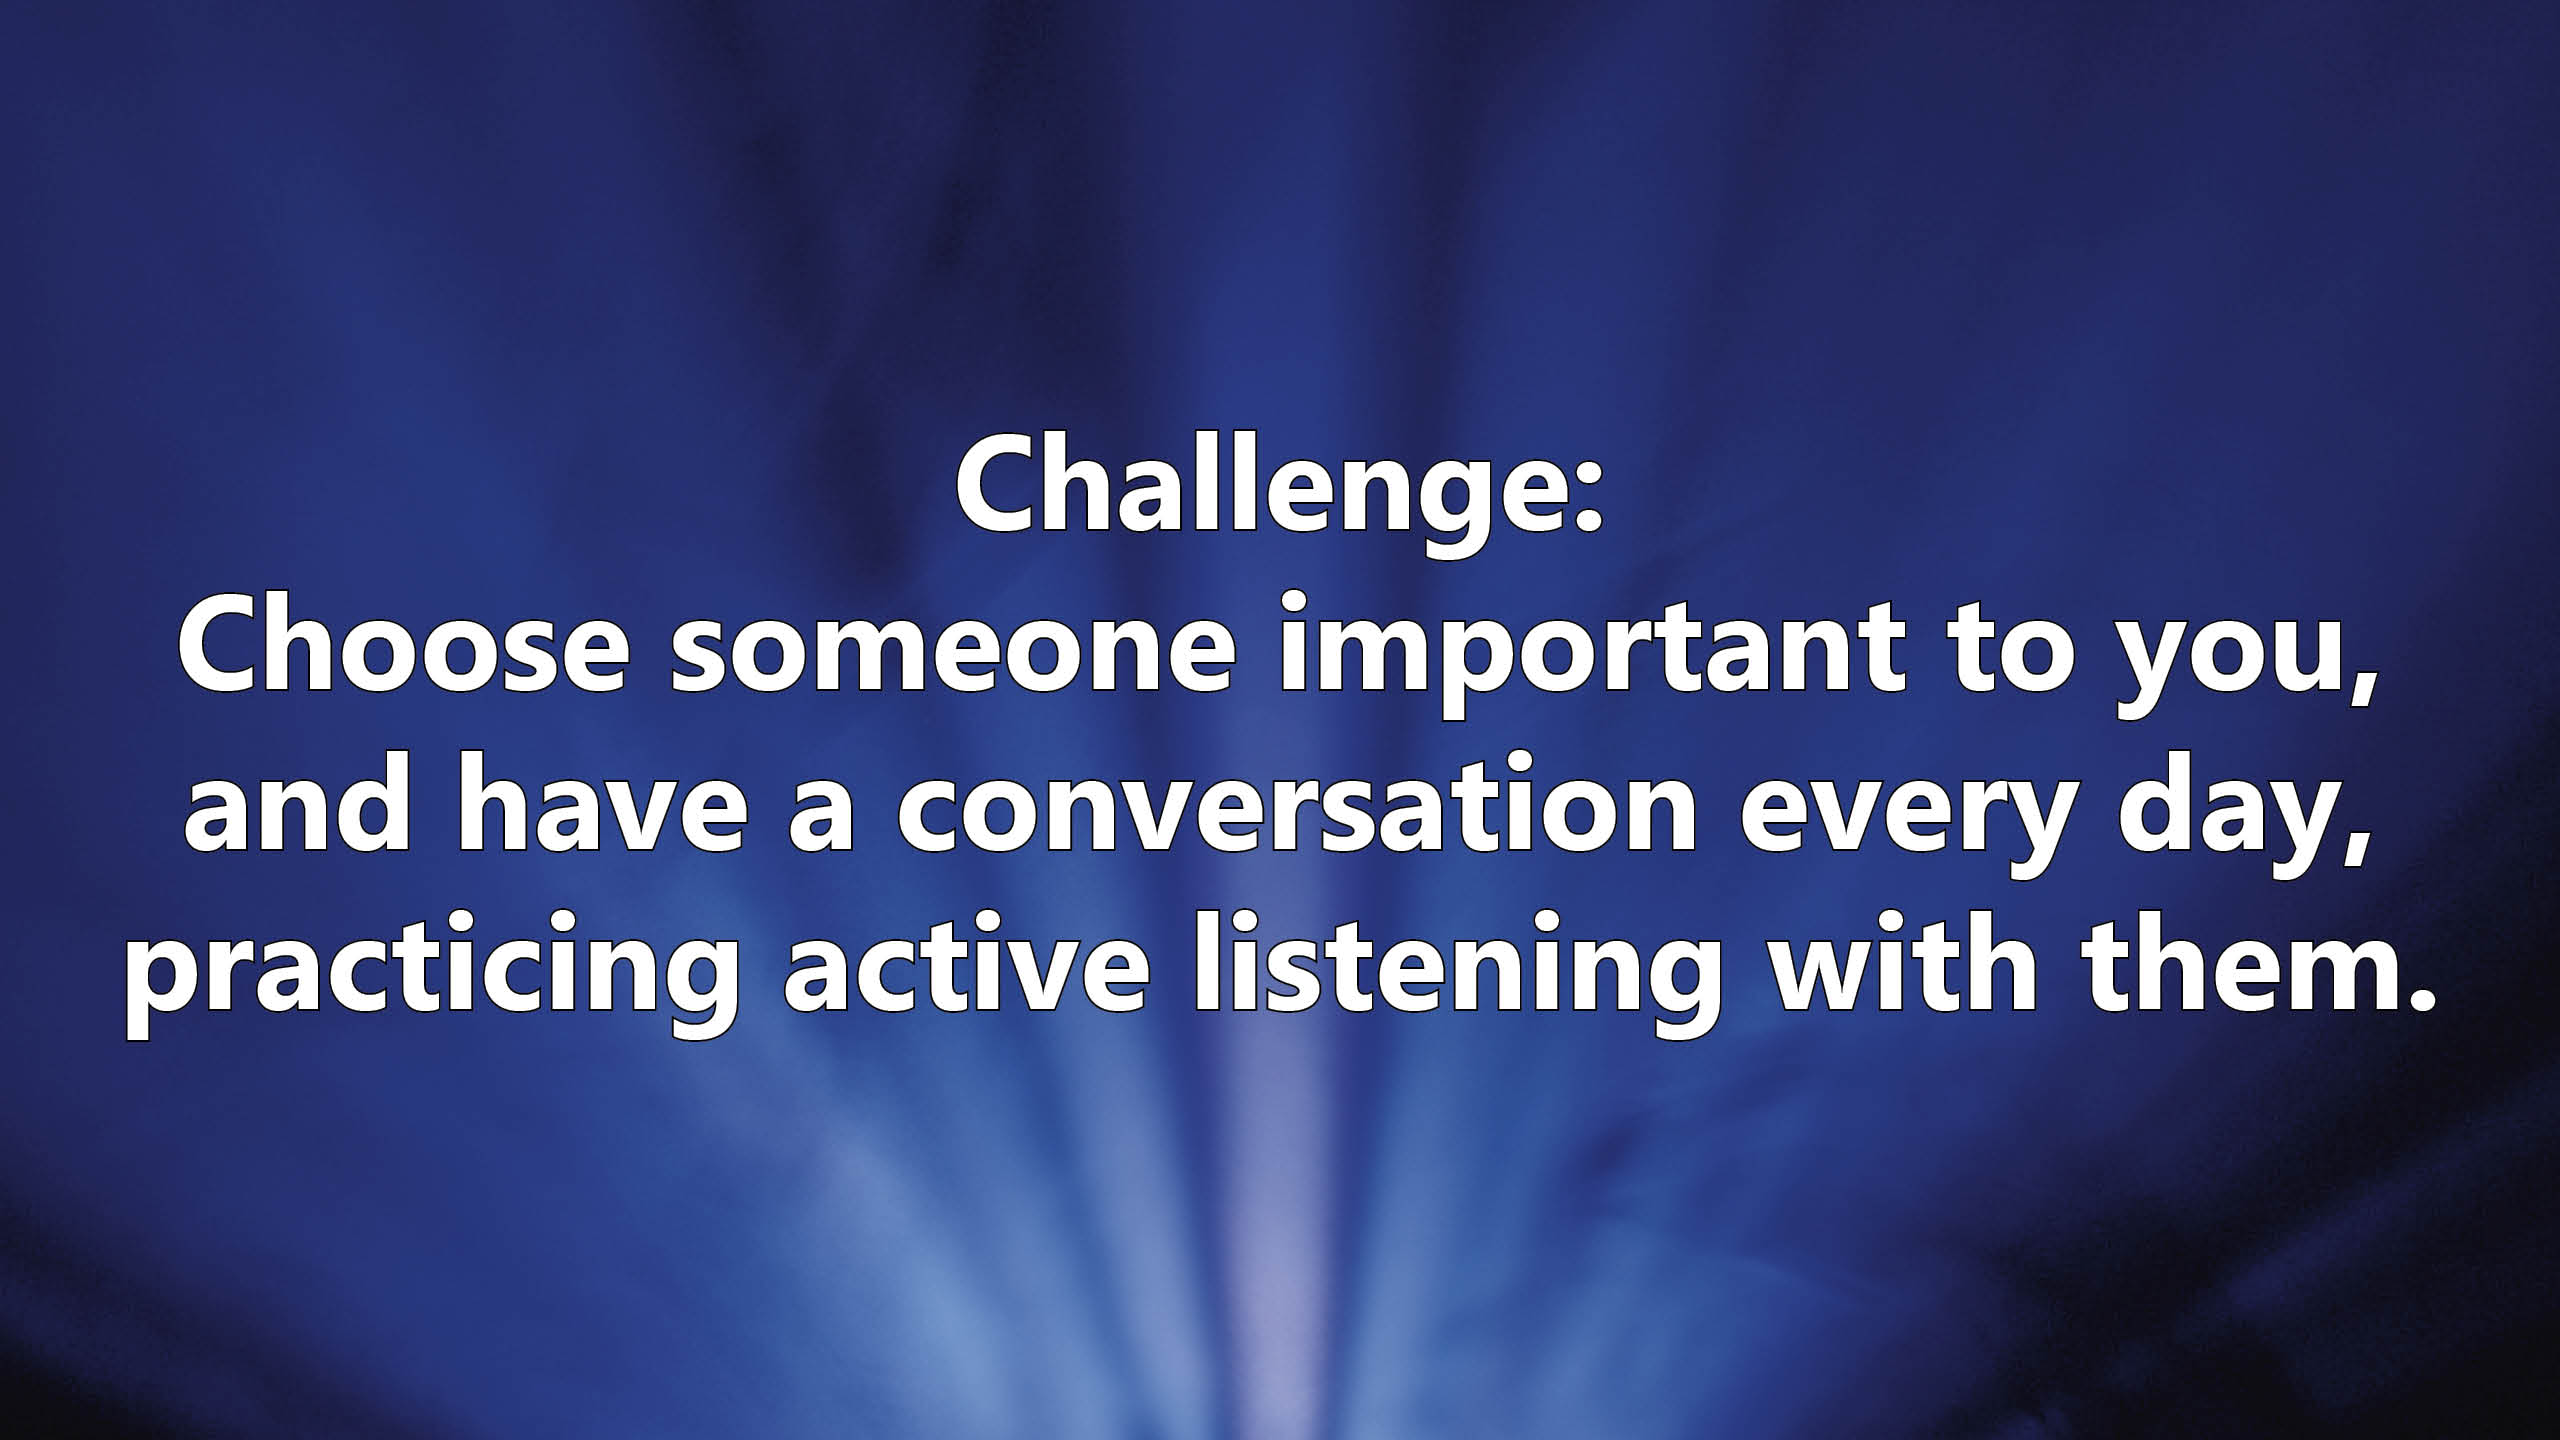 Challenge:
Choose someone important to you,
and have a conversation every day,
practicing active listening with them.